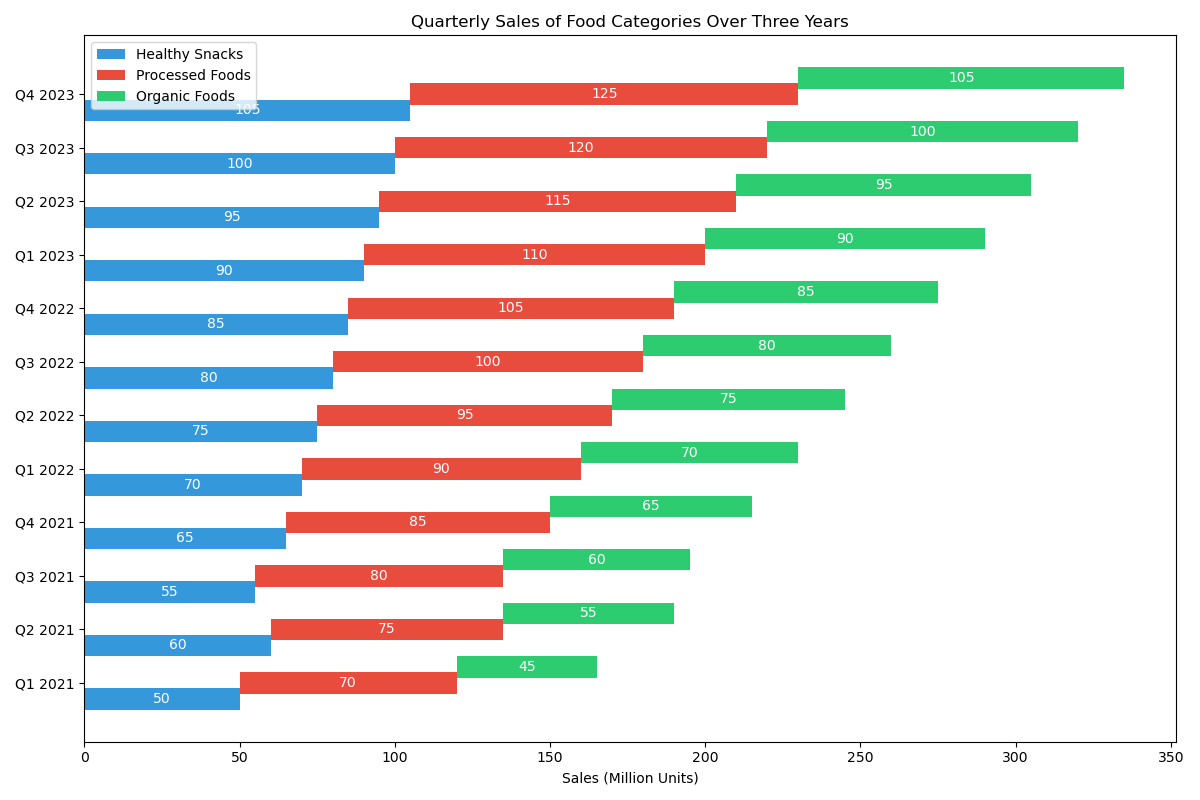 Quarterly Sales of Food Categories Over Three Years
Healthy Snacks
Processed Foods
Organic Foods
Q4 2023
105
125
105
Q3 2023
100
120
100
Q2 2023
95
115
95
Q1 2023
90
110
90
Q4 2022
85
105
85
Q3 2022
80
100
80
Q2 2022
75
95
75
Q1 2022
70
90
70
Q4 2021
65
85
65
Q3 2021
55
80
60
Q2 2021
60
75
55
Q1 2021
50
70
45
0 50 100 150 200 250 300 350
Sales (Million Units)